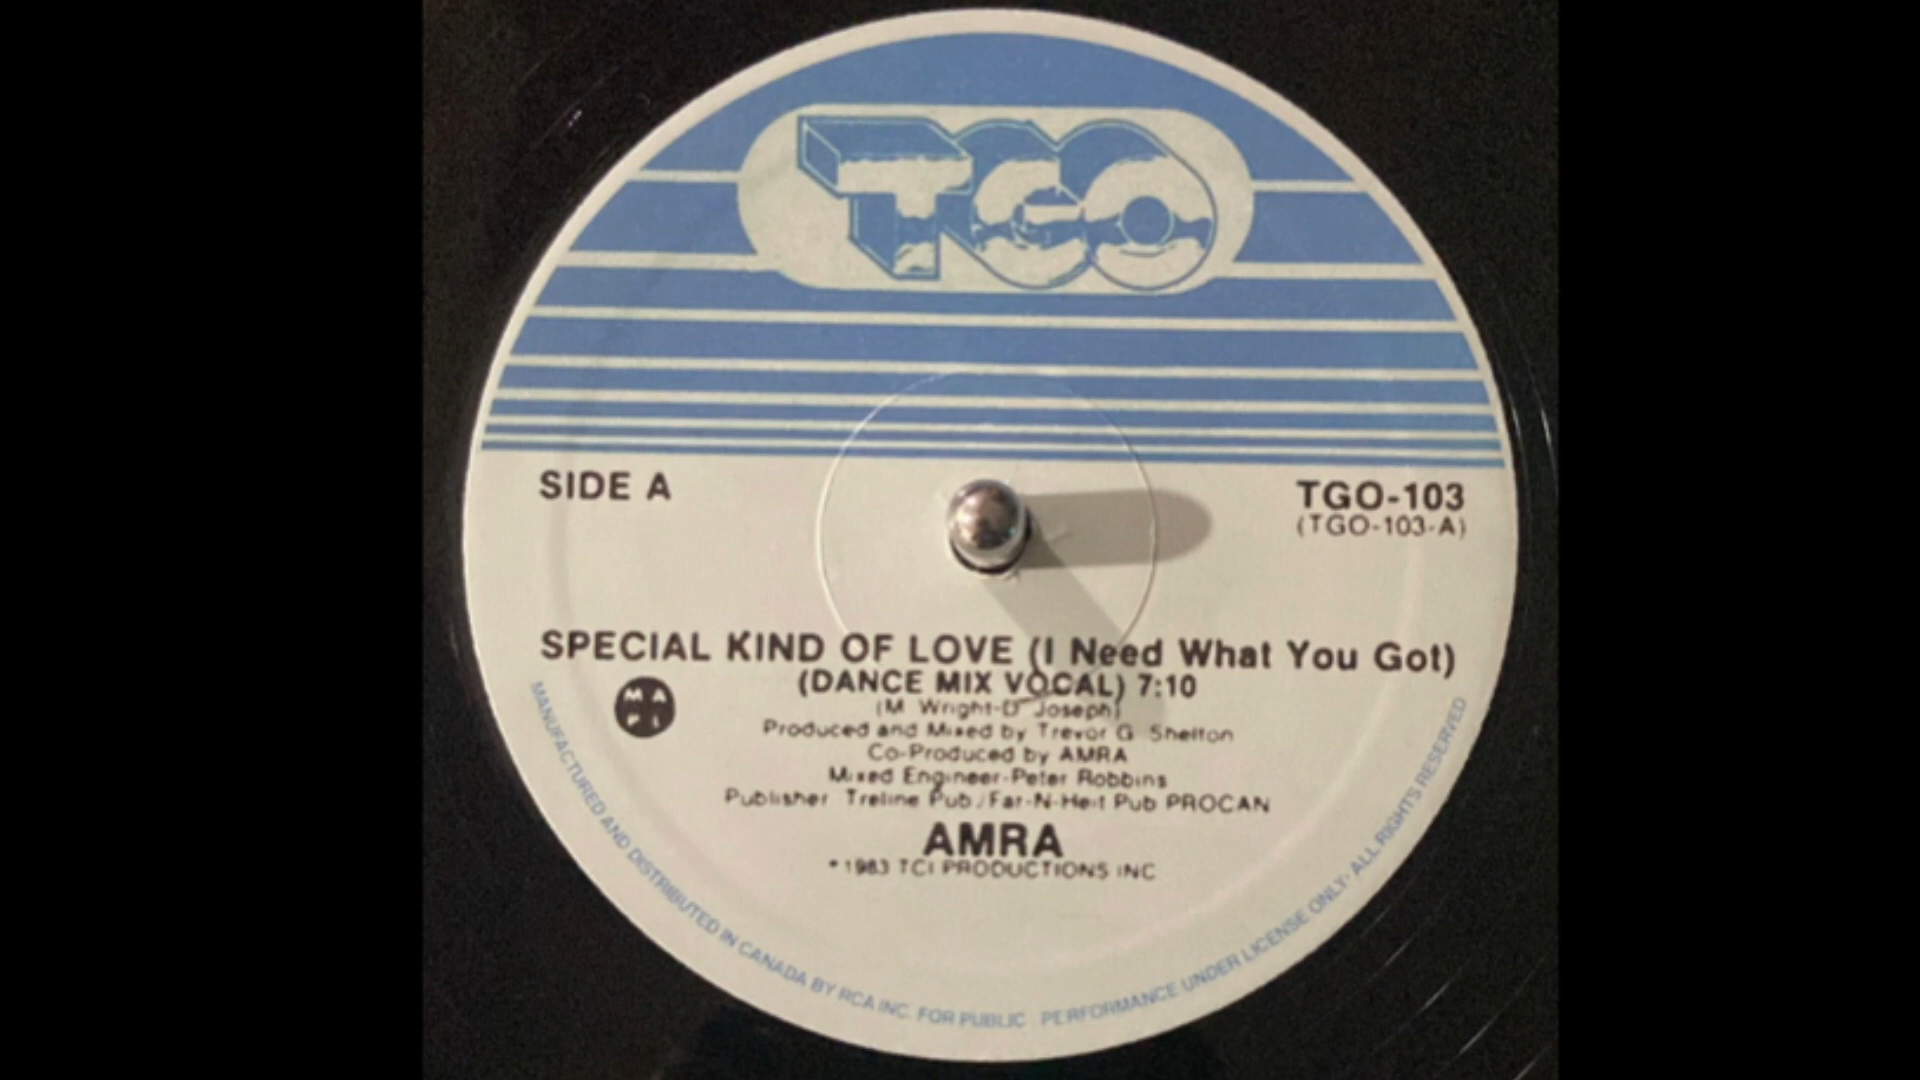 TGO
SIDE A
TGO-103
(TGO-103-A)
SPECIAL KIND OF LOVE (I Need What You Got)
(DANCE MIX VOCAL) 7:10
MA
PL
(M. Wright-D. Joseph)
Produced and Mixed by Trevor G. Shelton
Co-Produced by AMRA
Mixed Engineer-Peter Robbins
Publisher: Treline Pub./Far-N-Heit Pub PROCAN
AMRA
1983 TCI PRODUCTIONS INC
MANUFACTURED AND DISTRIBUTED IN CANADA BY RCA INC. FOR PUBLIC PERFORMANCE UNDER LICENSE ONLY· ALL RIGHTS RESERVED